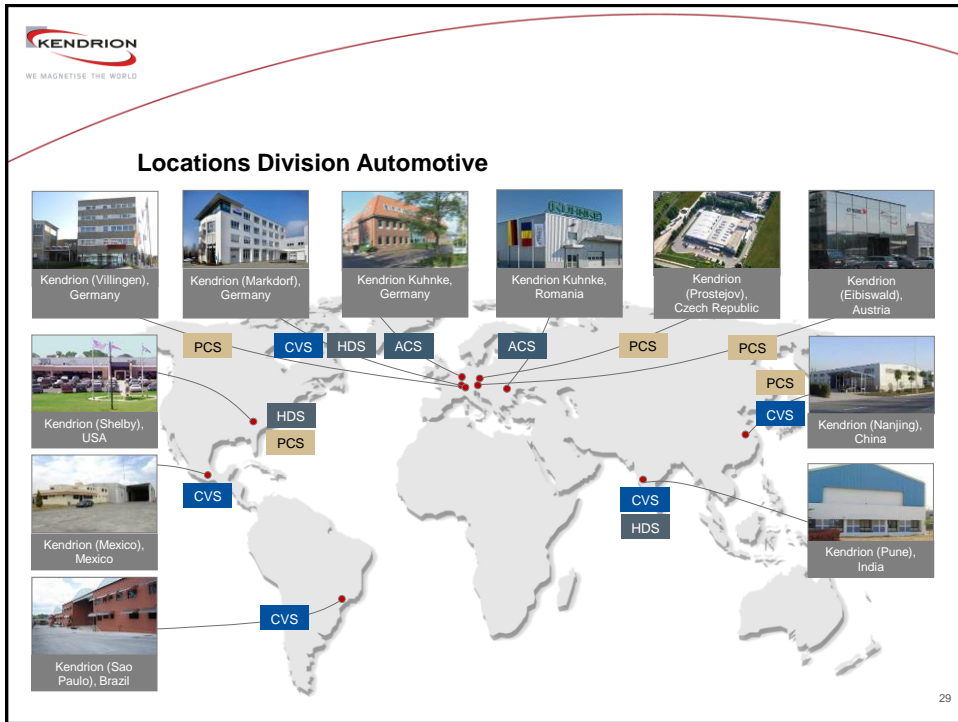 KENDRION
WE MAGNETISE THE WORLD
Locations Division Automotive
Kendrion (Villingen),
Germany
Kendrion (Markdorf),
Germany
Kendrion Kuhnke,
Germany
Kendrion Kuhnke,
Romania
Kendrion
(Prostejov),
Czech Republic
Kendrion
(Eibiswald),
Austria
PCS
CVS
HDS
ACS
ACS
PCS
PCS
Kendrion (Shelby),
USA
HDS
PCS
PCS
CVS
Kendrion (Nanjing),
China
Kendrion (Mexico),
Mexico
CVS
CVS
HDS
Kendrion (Pune),
India
Kendrion (Sao
Paulo), Brazil
CVS
29